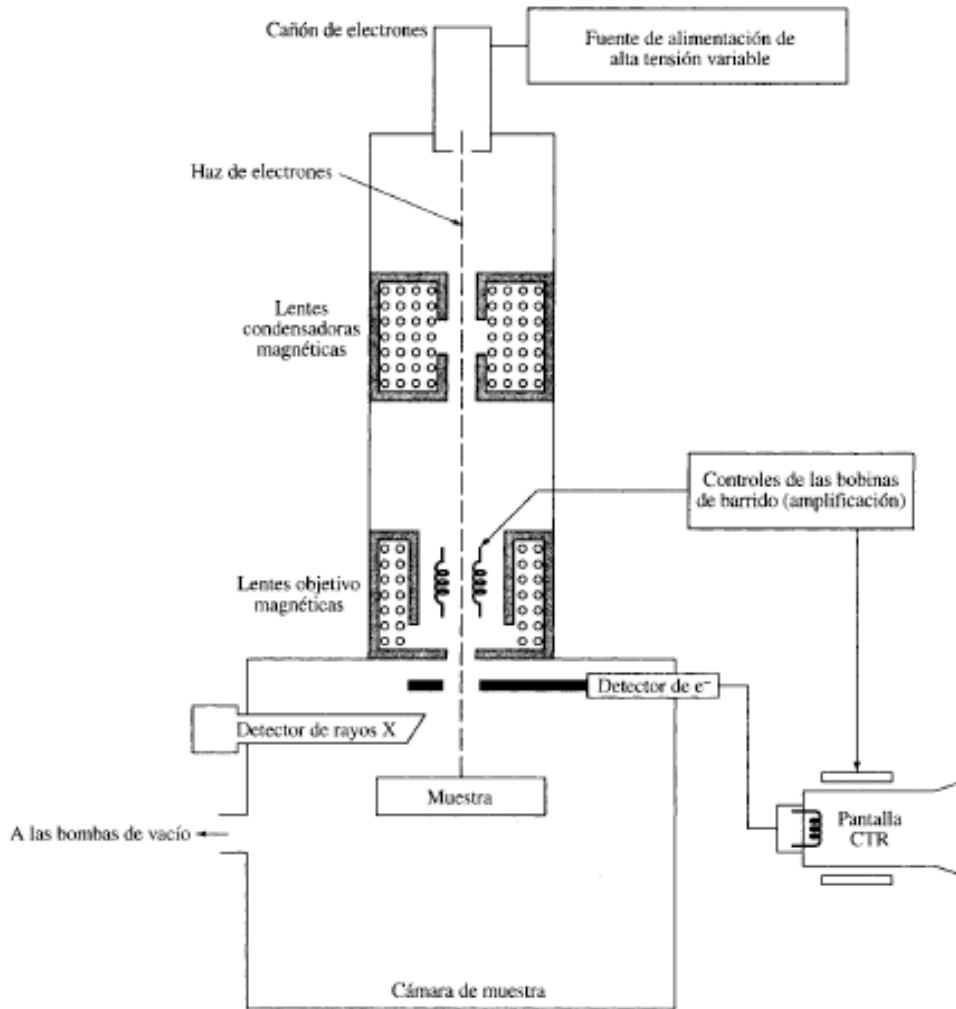 Cañón de electrones
Fuente de alimentación de
alta tensión variable
Haz de electrones
Lentes
condensadoras
magnéticas
Controles de las bobinas
de barrido (amplificación)
Lentes objetivo
magnéticas
Detector de e⁻
Detector de rayos X
Muestra
A las bombas de vacío
Pantalla
CTR
Cámara de muestra